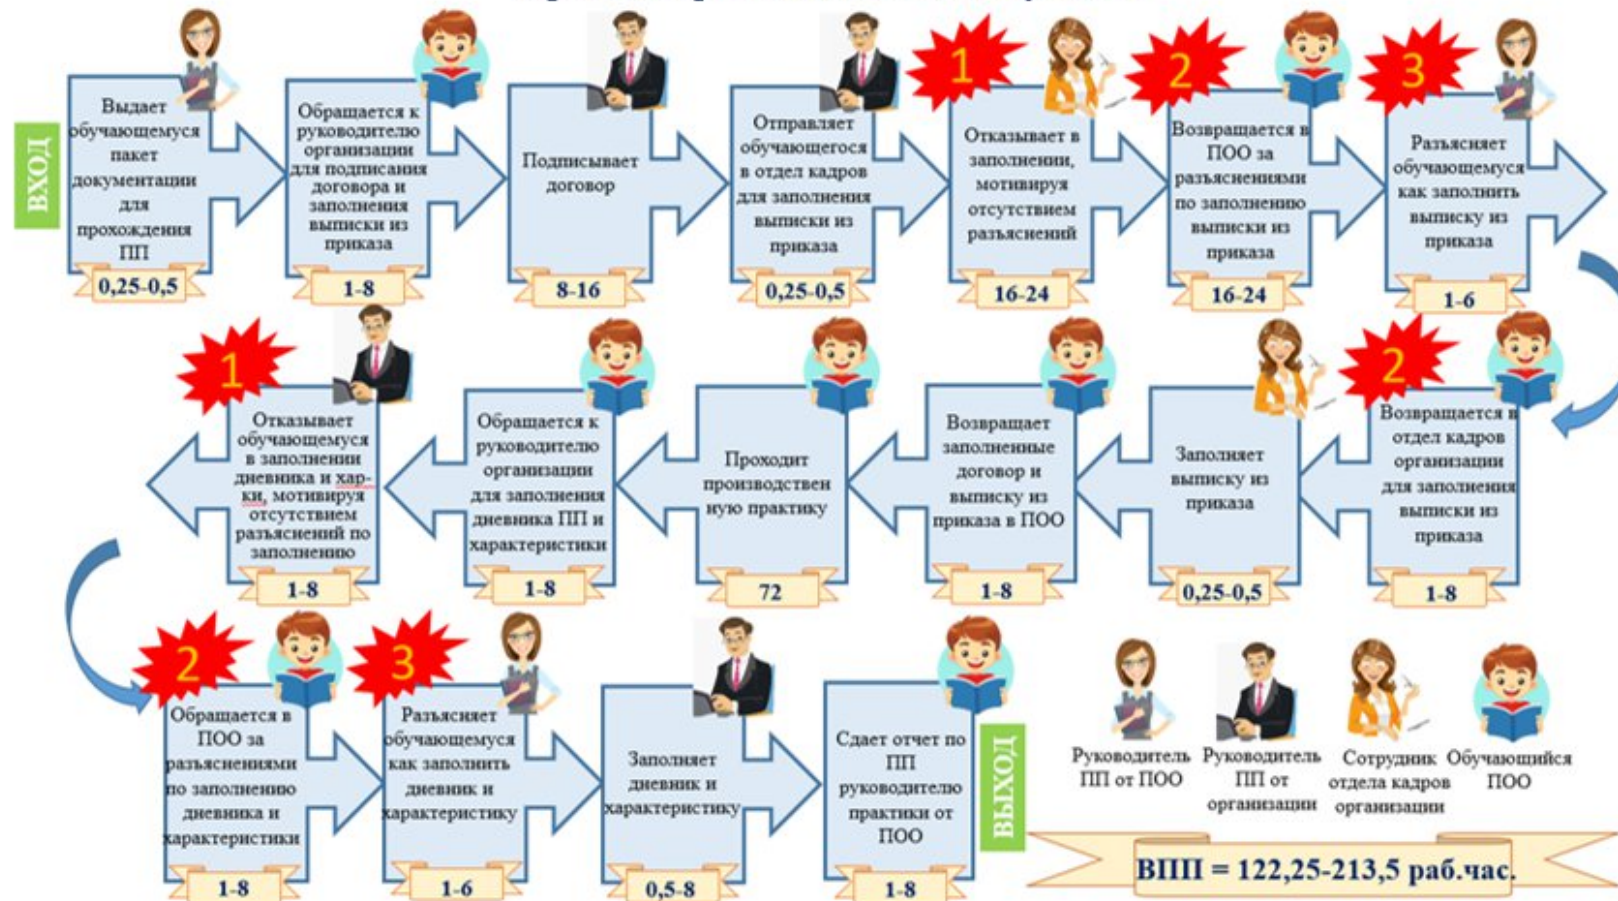 ВХОД
Выдает
обучающемуся
пакет
документации
для
прохождения
ПП
0,25-0,5
Обращается к
руководителю
организации
для подписания
договора и
заполнения
выписки из
приказа
1-8
Подписывает
договор
8-16
Отправляет
обучающегося
в отдел кадров
для заполнения
выписки из
приказа
0,25-0,5
1
Отказывает в
заполнении,
мотивируя
отсутствием
разъяснений
16-24
2
Возвращается в
ПОО за
разъяснениями
по заполнению
выписки из
приказа
16-24
3
Разъясняет
обучающемуся
как заполнить
выписку из
приказа
1-6
2
Возвращается в
отдел кадров
организации
для заполнения
выписки из
приказа
1-8
Заполняет
выписку из
приказа
0,25-0,5
Возвращает
заполненные
договор и
выписку из
приказа в ПОО
1-8
Проходит
производствен
ную практику
72
Обращается к
руководителю
организации
для заполнения
дневника ПП и
характеристики
1-8
1
Отказывает
обучающемуся
в заполнении
дневника и хар-
ки, мотивируя
отсутствием
разъяснений по
заполнению
1-8
2
Обращается в
ПОО за
разъяснениями
по заполнению
дневника и
характеристики
1-8
3
Разъясняет
обучающемуся
как заполнить
дневник и
характеристику
1-6
Заполняет
дневник и
характеристику
0,5-8
Сдает отчет по
ПП
руководителю
практики от
ПОО
1-8
ВЫХОД
Руководитель
ПП от ПОО
Руководитель
ПП от
организации
Сотрудник
отдела кадров
организации
Обучающийся
ПОО
ВПП = 122,25-213,5 раб.час.